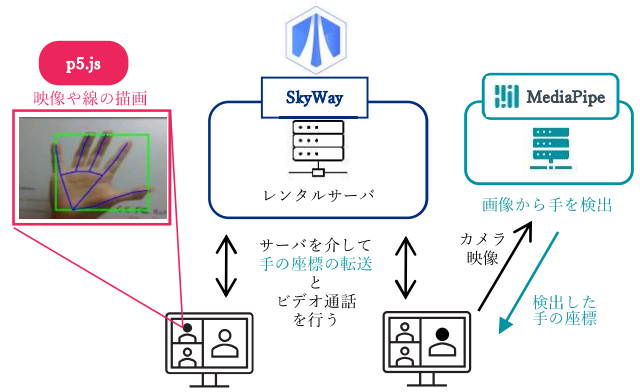 p5.js
映像や線の描画
SkyWay
レンタルサーバ
MediaPipe
画像から手を検出
サーバを介して
手の座標の転送
と
ビデオ通話
を行う
カメラ
映像
検出した
手の座標